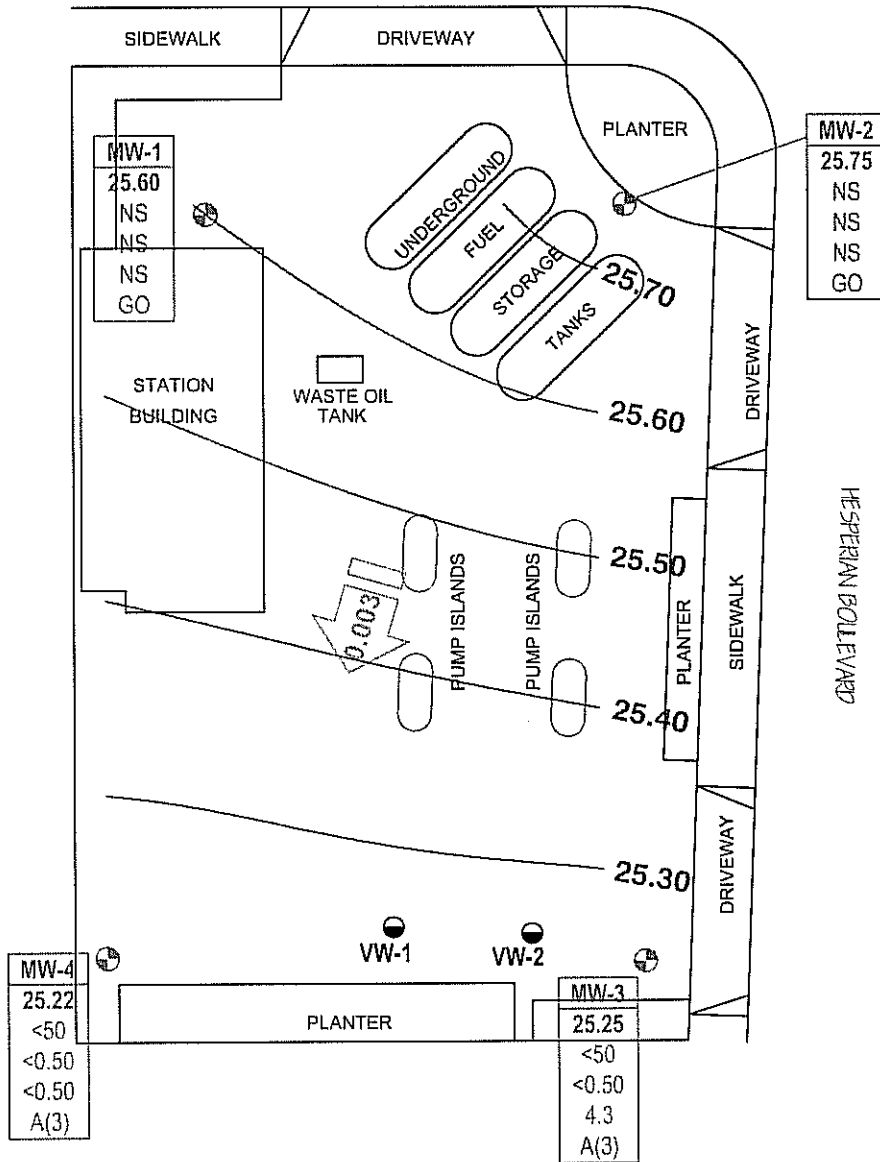 SIDEWALK
DRIVEWAY
PLANTER
MW-1
25.60
NS
NS
NS
GO
MW-2
25.75
NS
NS
NS
GO
UNDERGROUND
FUEL
STORAGE
TANKS
25.70
25.60
STATION
BUILDING
WASTE OIL
TANK
DRIVEWAY
HESPERIAN BOULEVARD
25.50
PUMP ISLANDS
PUMP ISLANDS
0.003
PLANTER
SIDEWALK
25.40
25.30
DRIVEWAY
VW-1
VW-2
MW-4
25.22
<50
<0.50
<0.50
A(3)
PLANTER
MW-3
25.25
<50
<0.50
4.3
A(3)